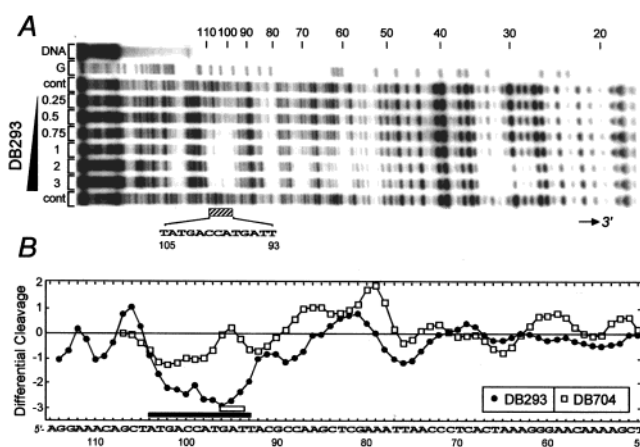 A
110 100 90 80 70 60 50 40 30 20
DNA
G
cont
0.25
0.5
0.75
1
2
3
cont
DB293
→3'
TATGACCATGATT
105 93
B
Differential Cleavage
2
1
0
-1
-2
-3
DB293 DB704
5'-AGGAAACAGCTATGACCATGATTACGCCAAGCTCGAAATTAACCCTCACTAAAGGGAACAAAAGCT
110 100 90 80 70 60 50